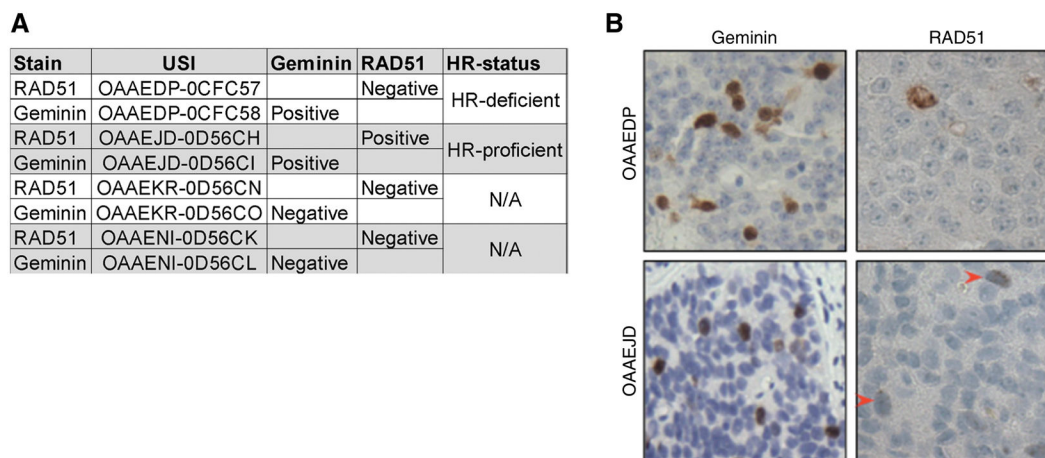 A
Stain USI Geminin RAD51 HR-status
RAD51 OAAEDP-0CFC57 Negative
HR-deficient
Geminin OAAEDP-0CFC58 Positive
RAD51 OAAEJD-0D56CH Positive
HR-proficient
Geminin OAAEJD-0D56CI Positive
RAD51 OAAEKR-0D56CN Negative
N/A
Geminin OAAEKR-0D56CO Negative
RAD51 OAAENI-0D56CK Negative
N/A
Geminin OAAENI-0D56CL Negative
B
Geminin RAD51
OAAEDP
OAAEJD